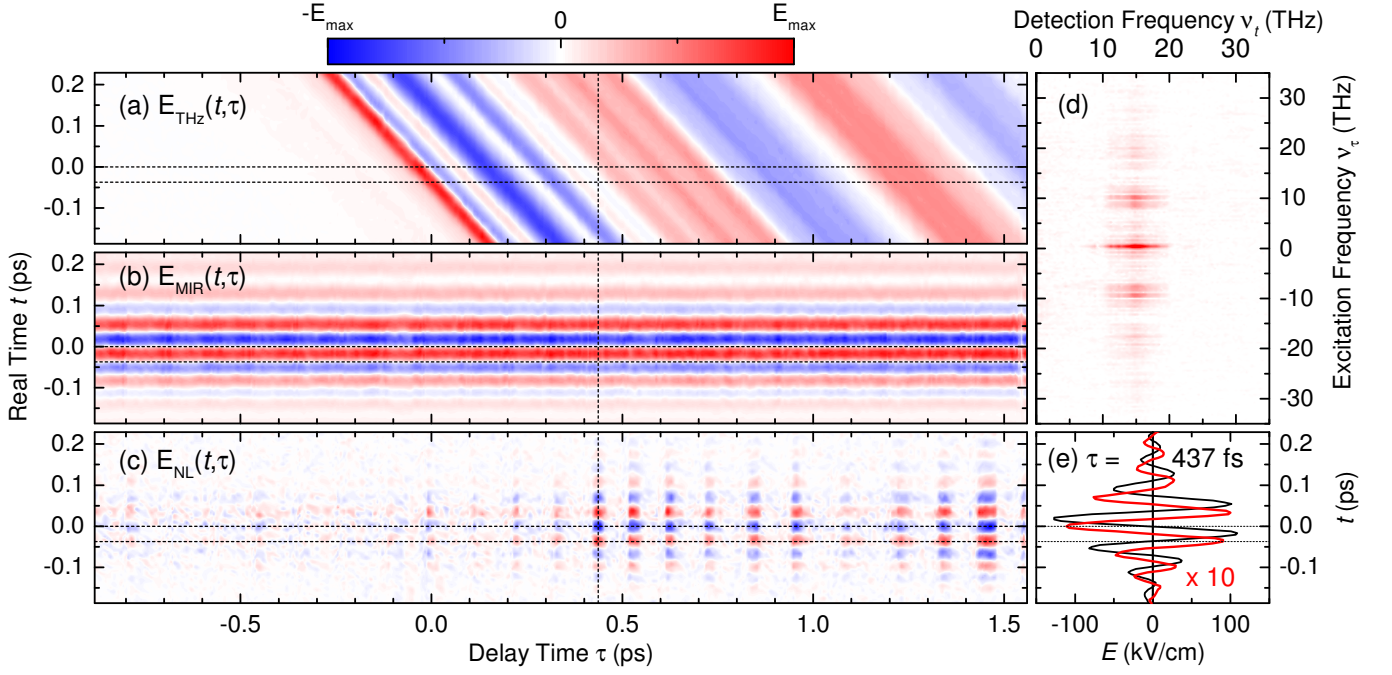 -E_max 0 E_max
Detection Frequency ν_t (THz)
0 10 20 30
(a) E_THz(t,τ)
0.2
0.1
0.0
-0.1
(b) E_MIR(t,τ)
0.2
0.1
0.0
-0.1
(c) E_NL(t,τ)
0.2
0.1
0.0
-0.1
Real Time t (ps)
-0.5 0.0 0.5 1.0 1.5
Delay Time τ (ps)
(d)
30
20
10
0
-10
-20
-30
Excitation Frequency ν_τ (THz)
(e) τ = 437 fs
x 10
0.2
0.1
0.0
-0.1
t (ps)
-100 0 100
E (kV/cm)